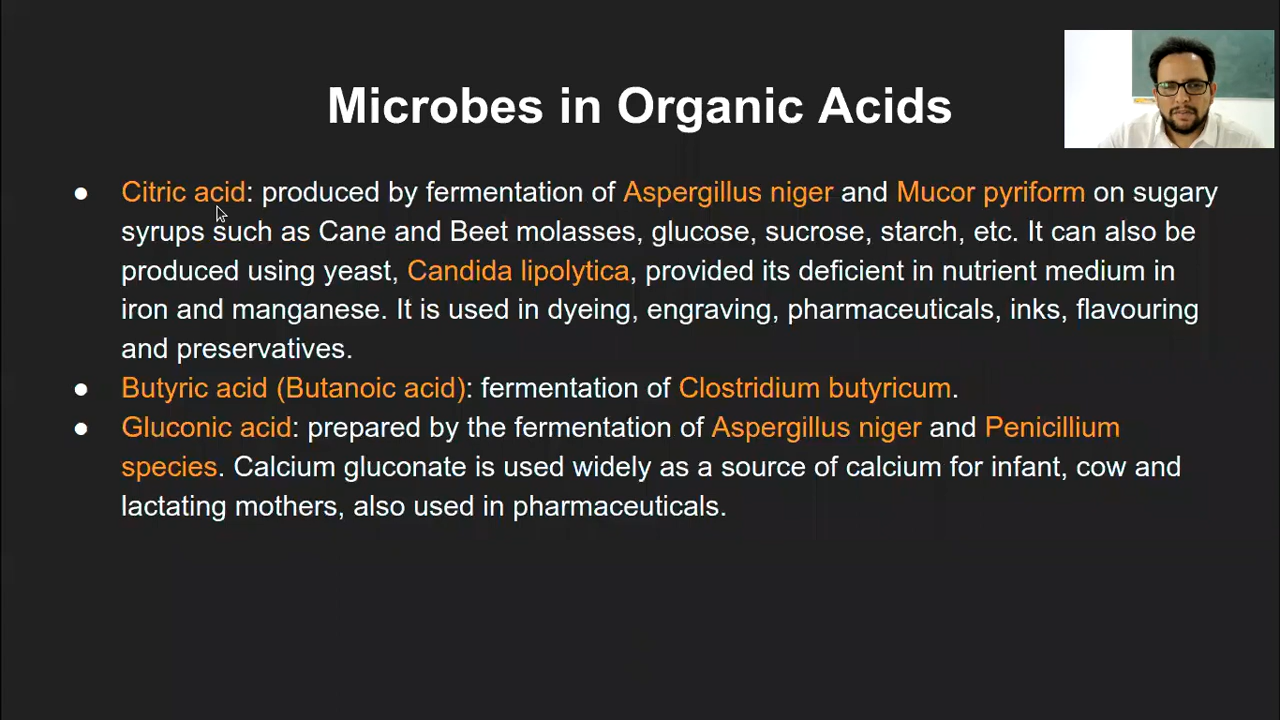 Microbes in Organic Acids
● Citric acid: produced by fermentation of Aspergillus niger and Mucor pyriform on sugary
syrups such as Cane and Beet molasses, glucose, sucrose, starch, etc. It can also be
produced using yeast, Candida lipolytica, provided its deficient in nutrient medium in
iron and manganese. It is used in dyeing, engraving, pharmaceuticals, inks, flavouring
and preservatives.
● Butyric acid (Butanoic acid): fermentation of Clostridium butyricum.
● Gluconic acid: prepared by the fermentation of Aspergillus niger and Penicillium
species. Calcium gluconate is used widely as a source of calcium for infant, cow and
lactating mothers, also used in pharmaceuticals.